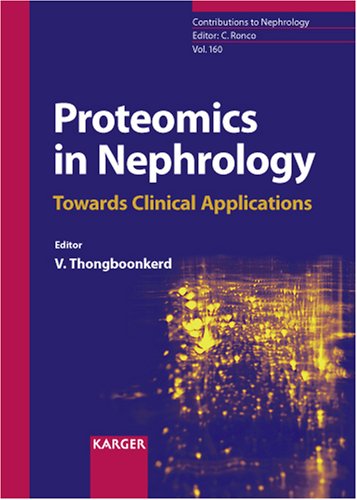 Contributions to Nephrology
Editor: C. Ronco
Vol. 160
Proteomics
in Nephrology
Towards Clinical Applications
Editor
V. Thongboonkerd
KARGER